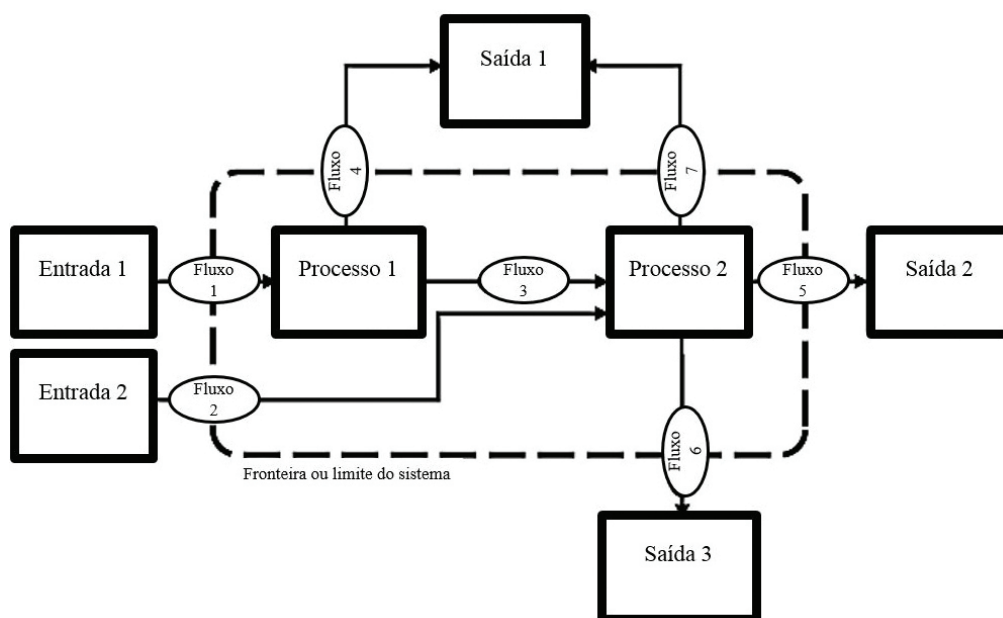 Saída 1
Fluxo
4
Fluxo
7
Entrada 1
Fluxo
1
Processo 1
Fluxo
3
Processo 2
Fluxo
5
Saída 2
Entrada 2
Fluxo
2
Fluxo
6
Fronteira ou limite do sistema
Saída 3